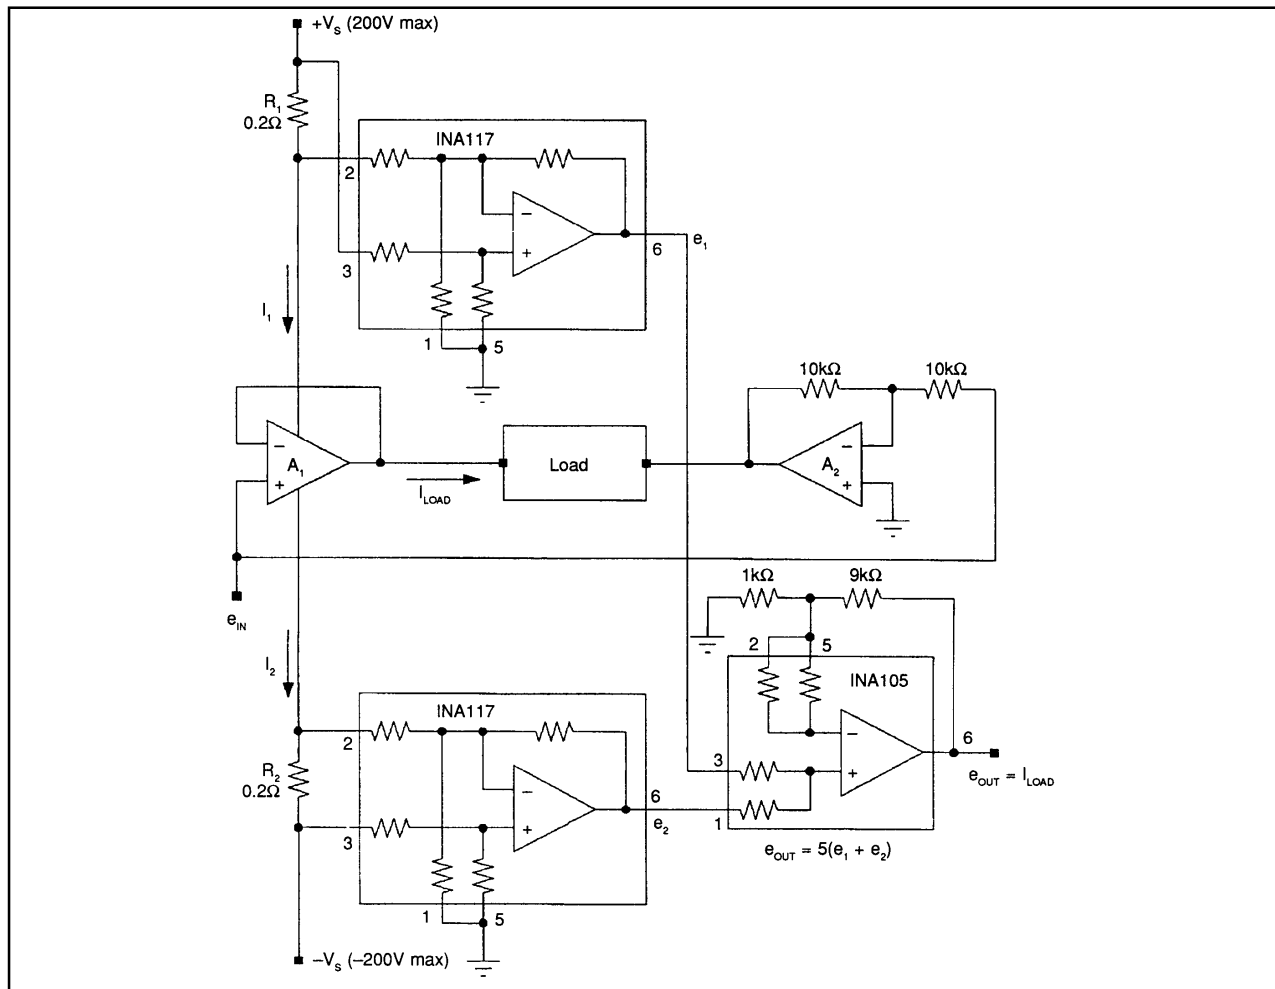 +Vs (200V max)
R1
0.2Ω
INA117
2
3
−
+
6
e1
1
5
I1
10kΩ
10kΩ
−
+
A1
Load
−
+
A2
ILOAD
eIN
1kΩ
9kΩ
2
5
INA105
I2
INA117
2
R2
0.2Ω
3
−
+
6
e2
3
1
−
+
6
eOUT = ILOAD
eOUT = 5(e1 + e2)
1
5
−Vs (−200V max)